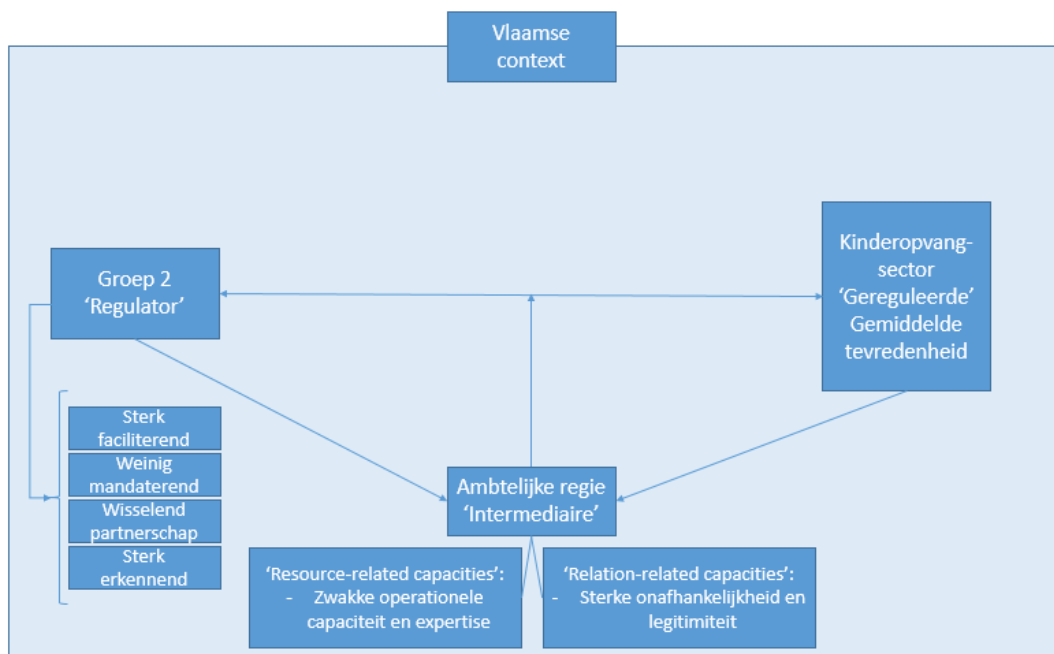 Vlaamse
context
Groep 2
‘Regulator’
Kinderopvang-
sector
‘Gereguleerde’
Gemiddelde
tevredenheid
Sterk
faciliterend
Weinig
mandaterend
Wisselend
partnerschap
Sterk
erkennend
Ambtelijke regie
‘Intermediaire’
‘Resource-related capacities’:
- Zwakke operationele
capaciteit en expertise
‘Relation-related capacities’:
- Sterke onafhankelijkheid en
legitimiteit